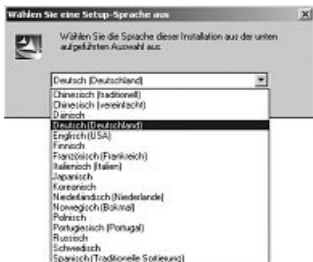 Wählen Sie eine Setup-Sprache aus
Wählen Sie die Sprache dieser Installation aus der unten
aufgeführten Auswahl aus.
Deutsch (Deutschland)
Chinesisch (traditionell)
Chinesisch (vereinfacht)
Dänisch
Deutsch (Deutschland)
Englisch (USA)
Finnisch
Französisch (Frankreich)
Italienisch (Italien)
Japanisch
Koreanisch
Niederländisch (Niederlande)
Norwegisch (Bokmal)
Polnisch
Portugiesisch (Portugal)
Russisch
Schwedisch
Spanisch (Traditionelle Sortierung)